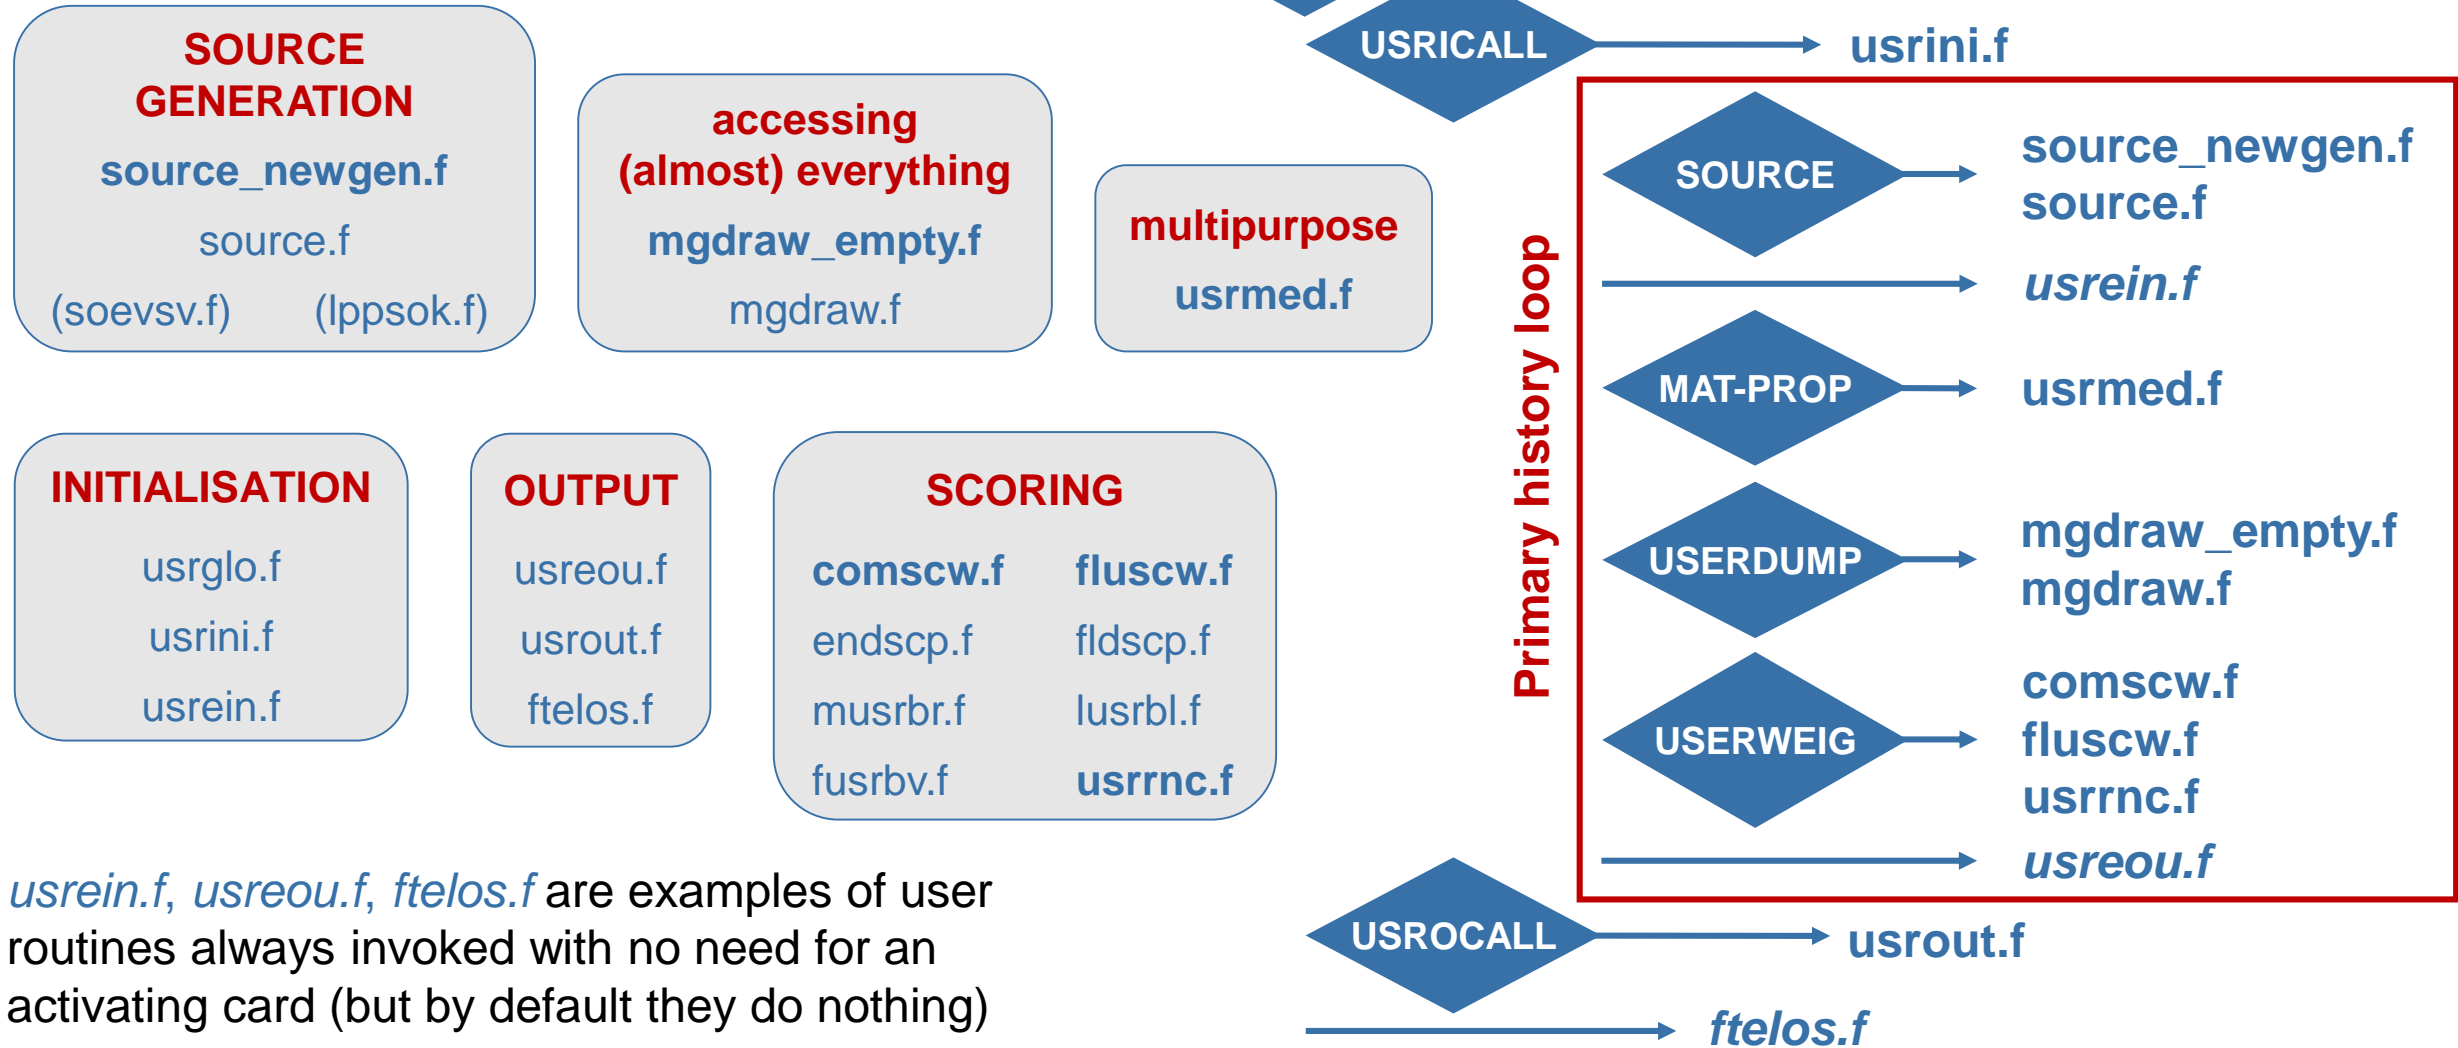 SOURCE
GENERATION
source_newgen.f
source.f
(soevsv.f) (lppsok.f)
accessing
(almost) everything
mgdraw_empty.f
mgdraw.f
multipurpose
usrmed.f
INITIALISATION
usrglo.f
usrini.f
usrein.f
OUTPUT
usreou.f
usrout.f
ftelos.f
SCORING
comscw.f fluscw.f
endscp.f fldscp.f
musrbr.f lusrbl.f
fusrbv.f usrrnc.f
usrein.f, usreou.f, ftelos.f are examples of user
routines always invoked with no need for an
activating card (but by default they do nothing)
USRICALL usrini.f
Primary history loop
SOURCE source_newgen.f
source.f
usrein.f
MAT-PROP usrmed.f
USERDUMP mgdraw_empty.f
mgdraw.f
USERWEIG comscw.f
fluscw.f
usrrnc.f
usreou.f
USROCALL usrout.f
ftelos.f